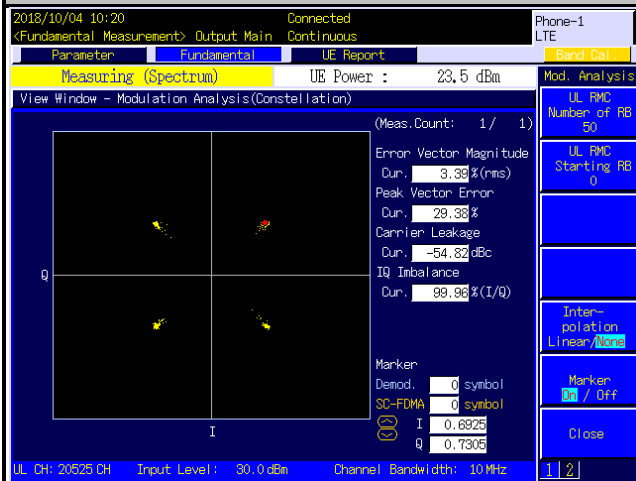 2018/10/04 10:20 Connected Phone-1
<Fundamental Measurement> Output Main Continuous LTE
Parameter Fundamental UE Report Band Cal.
Measuring (Spectrum) UE Power : 23.5 dBm Mod. Analysis
View Window - Modulation Analysis(Constellation)
(Meas.Count: 1/ 1)
Error Vector Magnitude
Cur. 3.39 %(rms)
Peak Vector Error
Cur. 29.38 %
Carrier Leakage
Cur. -54.82 dBc
IQ Imbalance
Cur. 99.96 %(I/Q)
Marker
Demod. 0 symbol
SC-FDMA 0 symbol
I 0.6925
Q 0.7305
Q
I
UL RMC
Number of RB
50
UL RMC
Starting RB
0
Inter-
polation
Linear/None
Marker
On / Off
Close
UL CH: 20525 CH Input Level: 30.0 dBm Channel Bandwidth: 10 MHz
1 2